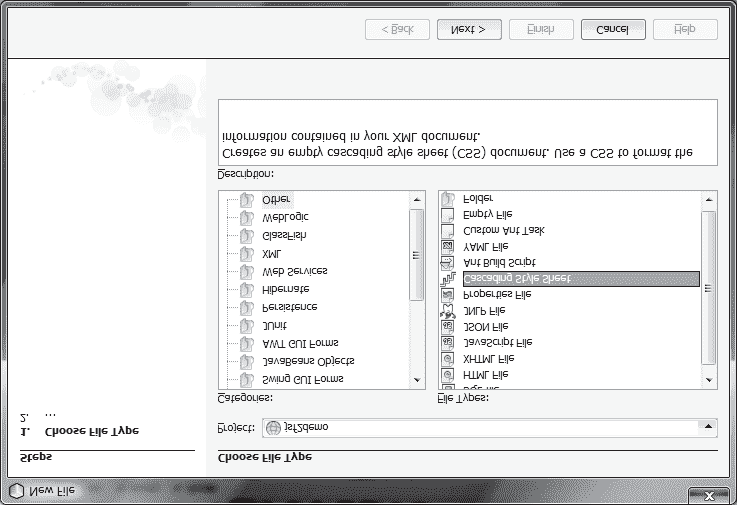 New File
Steps
1. Choose File Type
2. ...
Choose File Type
Project: jsf2demo
Categories:
Swing GUI Forms
JavaBeans Objects
AWT GUI Forms
JUnit
Persistence
Hibernate
Web Services
XML
GlassFish
WebLogic
Other
File Types:
SQL File
HTML File
XHTML File
JavaScript File
JSON File
JNLP File
Properties File
Cascading Style Sheet
Ant Build Script
YAML File
Custom Ant Task
Empty File
Folder
Description:
Creates an empty cascading style sheet (CSS) document. Use a CSS to format the
information contained in your XML document.
< Back
Next >
Finish
Cancel
Help